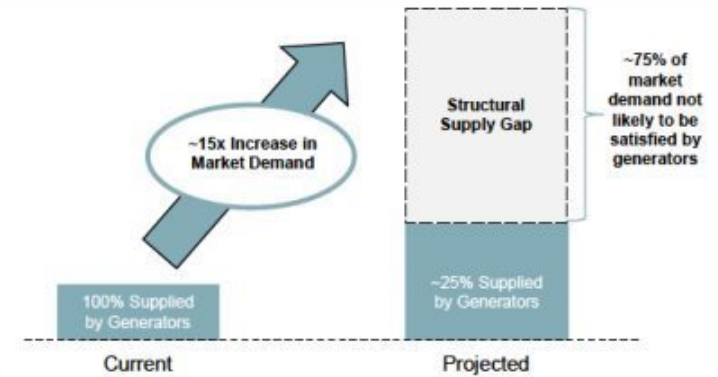 ~15x Increase in
Market Demand
Structural
Supply Gap
~75% of
market
demand not
likely to be
satisfied by
generators
100% Supplied
by Generators
~25% Supplied
by Generators
Current
Projected